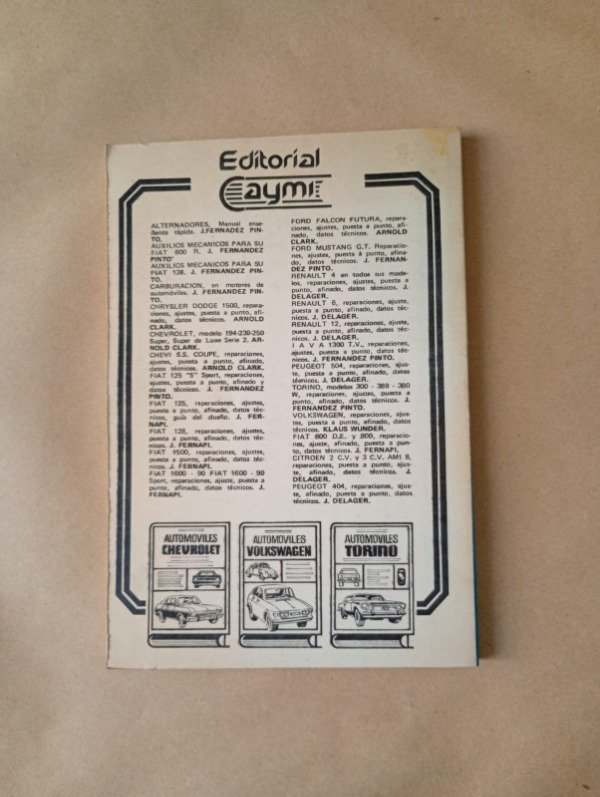 Editorial
Caymi
ALTERNADORES, Manual ense-
ñanza rápida. J.FERNADEZ PIN-
TO.
AUXILIOS MECANICOS PARA SU
FIAT 600 R. J. FERNANDEZ
PINTO
AUXILIOS MECANICOS PARA SU
FIAT 128. J. FERNANDEZ PIN-
TO.
CARBURACION, en motores de
automóviles. J. FERNANDEZ PIN-
TO.
CHRYSLER DODGE 1500, repara-
ciones, ajustes, puesta a punto, afi-
nado, datos técnicos. ARNOLD
CLARK.
CHEVROLET, modelo 194-230-250
Super, Super de Luxe Serie 2. AR-
NOLD CLARK.
CHEVI S.S. COUPE, reparaciones,
ajustes, puesta a punto, afinado,
datos técnicos. ARNOLD CLARK.
FIAT 125 "S" Sport, reparaciones,
ajustes, puesta a punto, afinado y
datos técnicos. J. FERNANDEZ
PINTO.
FIAT 125, reparaciones, ajustes,
puesta a punto, afinado, datos téc-
nicos, guía del dueño. J. FER-
NAPI.
FIAT 128, reparaciones, ajustes,
puesta a punto, afinado, datos téc-
nicos. J. FERNAPI.
FIAT 1500, reparaciones, ajustes,
puesta a punto, afinado, datos téc-
nicos. J. FERNAPI.
FIAT 1600 - 90 FIAT 1600 - 99
Sport, reparaciones, ajuste, puesta a
punto, afinado, datos técnicos. J.
FERNAPI.
FORD FALCON FUTURA, repara-
ciones, ajustes, puesta a punto, afi-
nado, datos técnicos. ARNOLD
CLARK.
FORD MUSTANG G.T. Reparacio-
nes, ajustes, puesta a punto, afina-
do, datos técnicos. J. FERNAN-
DEZ PINTO.
RENAULT 4 en todos sus mode-
los, reparaciones, ajustes, puesta a
punto, afinado, datos técnicos. J.
DELAGER.
RENAULT 6, reparaciones, ajuste,
puesta a punto, afinado, datos téc-
nicos. J. DELAGER.
RENAULT 12, reparaciones, ajuste,
puesta a punto, afinado, datos téc-
nicos. J. DELAGER.
I A V A 1300 T.V., reparaciones,
ajustes, puesta a punto, datos téc-
nicos. J. FERNANDEZ PINTO.
PEUGEOT 504, reparaciones, ajus-
te, puesta a punto, afinado, datos
técnicos. J. DELAGER.
TORINO, modelos 300 - 380 - 380
W, reparaciones, ajustes, puesta a
punto, afinado, datos técnicos. J.
FERNANDEZ PINTO.
VOLKSWAGEN, reparaciones, ajus-
tes, puesta a punto, afinado, datos
técnicos. KLAUS WUNDER.
FIAT 600 D.E. y 800, reparacio-
nes, ajuste, afinado, puesta a pun-
to, datos técnicos. J. FERNAPI.
CITROEN 2 C.V. y 3 C.V. AMI 8,
reparaciones, puesta a punto, ajus-
te, afinado, datos técnicos. J.
DELAGER.
PEUGEOT 404, reparaciones, ajus-
te, afinado, puesta a punto, datos
técnicos. J. DELAGER.
AUTOMOVILES
CHEVROLET
AUTOMOVILES
VOLKSWAGEN
AUTOMOVILES
TORINO